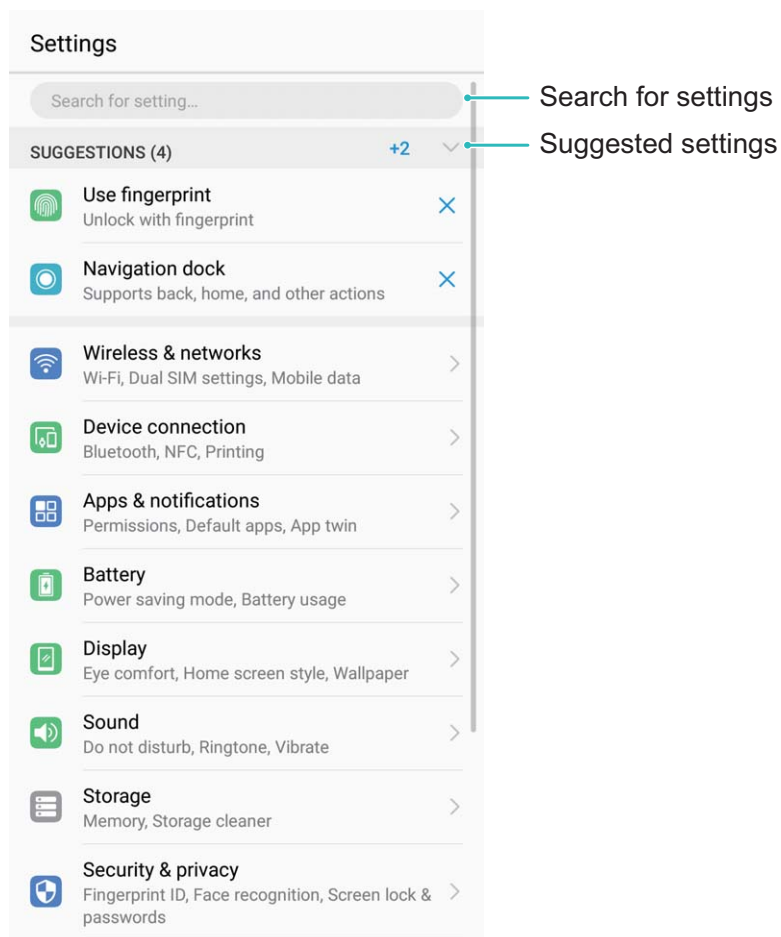 Settings
Search for setting...
Search for settings
SUGGESTIONS (4) +2
Suggested settings
Use fingerprint
Unlock with fingerprint
Navigation dock
Supports back, home, and other actions
Wireless & networks
Wi-Fi, Dual SIM settings, Mobile data
Device connection
Bluetooth, NFC, Printing
Apps & notifications
Permissions, Default apps, App twin
Battery
Power saving mode, Battery usage
Display
Eye comfort, Home screen style, Wallpaper
Sound
Do not disturb, Ringtone, Vibrate
Storage
Memory, Storage cleaner
Security & privacy
Fingerprint ID, Face recognition, Screen lock &
passwords